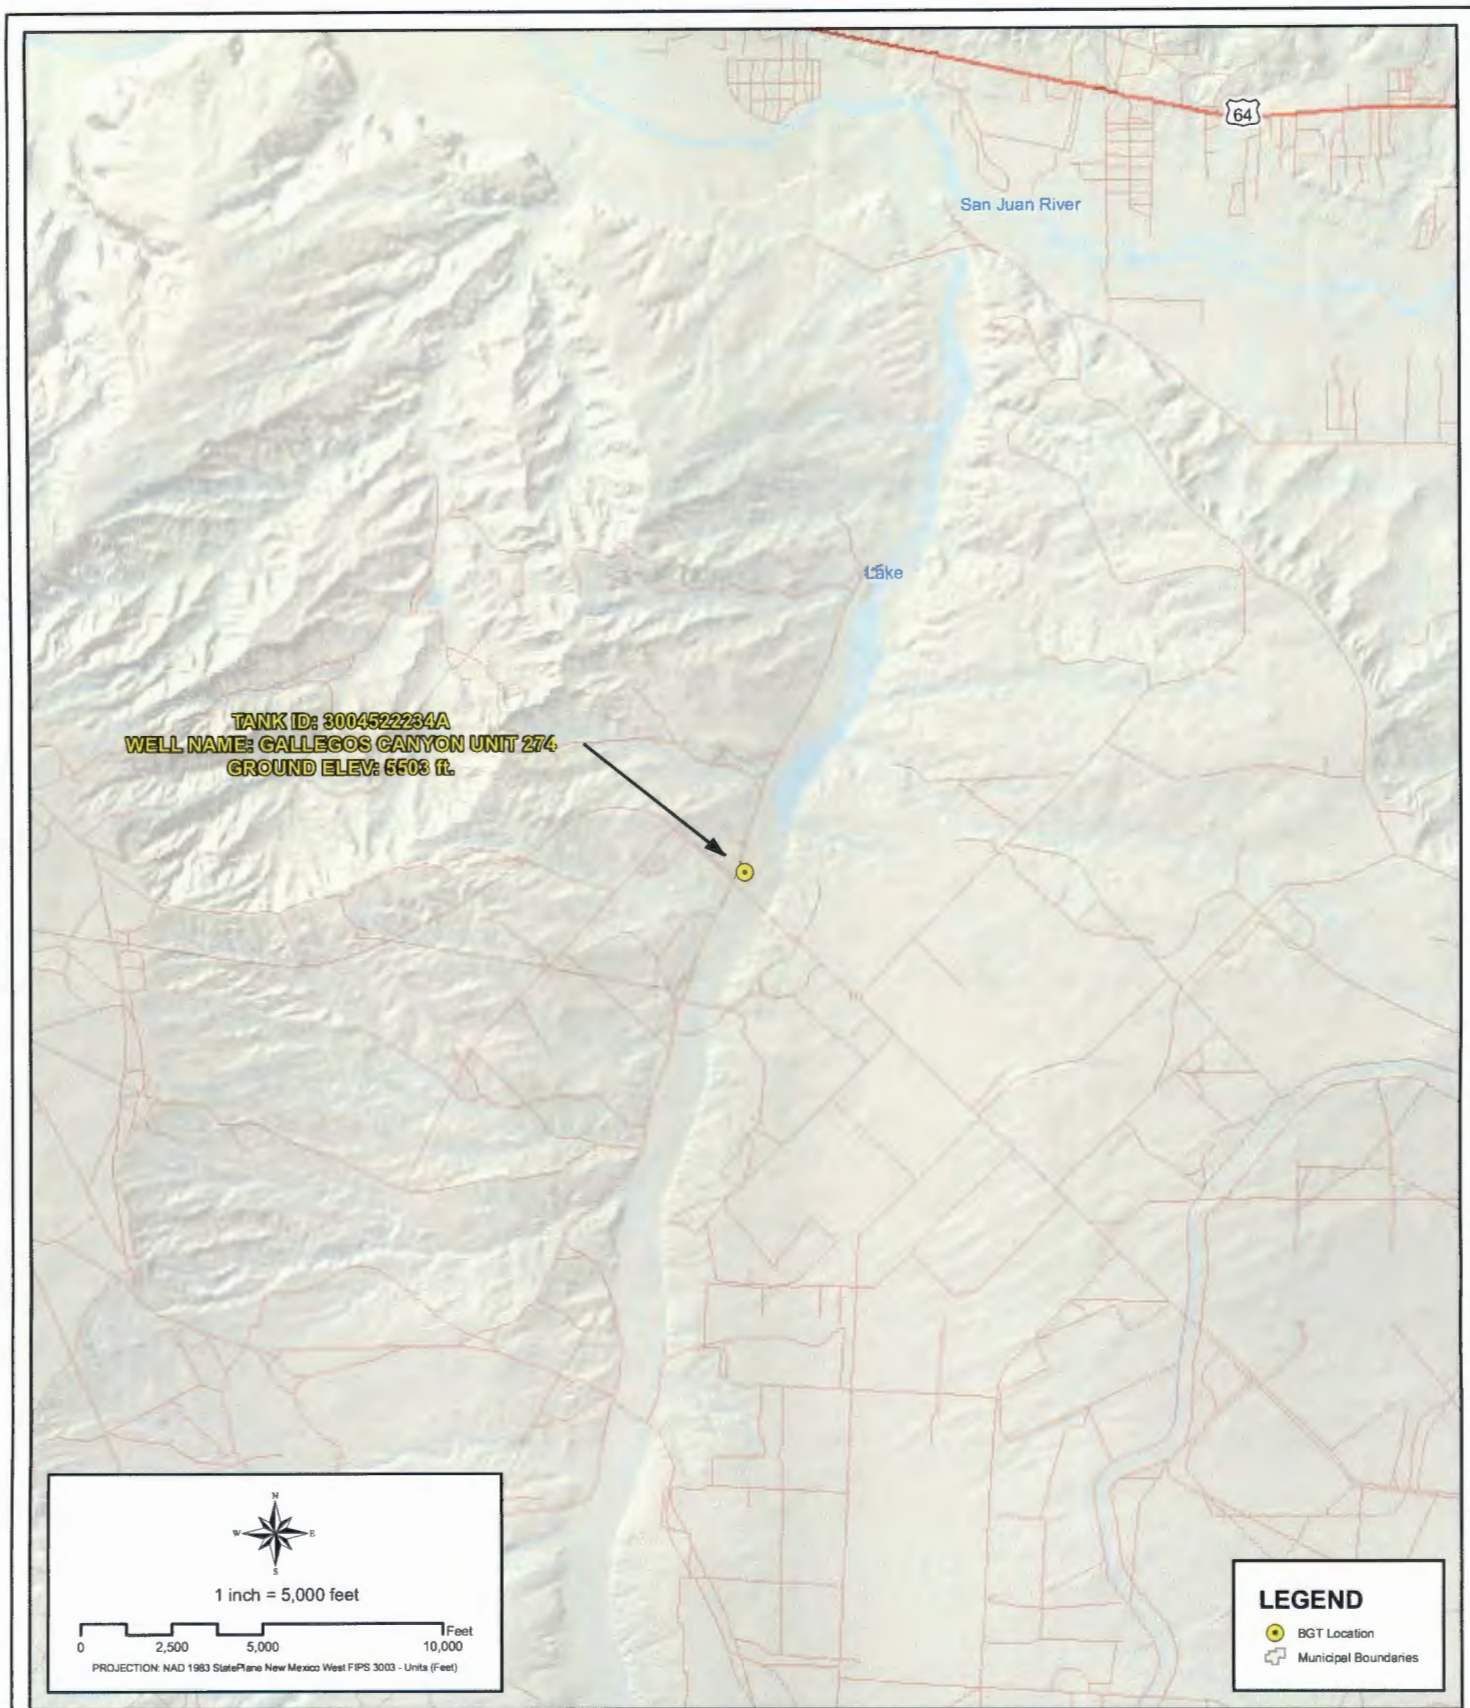 64
San Juan River
Lake
TANK ID: 3004522234A
WELL NAME: GALLEGOS CANYON UNIT 274
GROUND ELEV: 5503 ft.
N
W E
S
1 inch = 5,000 feet
Feet
0 2,500 5,000 10,000
PROJECTION: NAD 1983 StatePlane New Mexico West FIPS 3003 - Units (Feet)
LEGEND
BGT Location
Municipal Boundaries